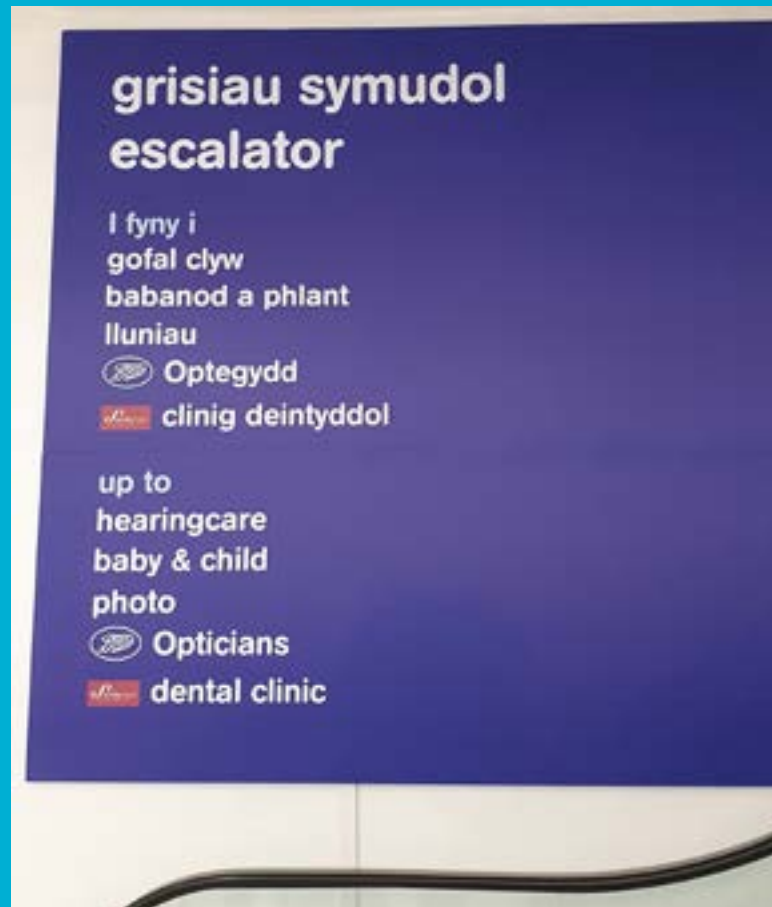 grisiau symudol
escalator
I fyny i
gofal clyw
babanod a phlant
lluniau
Optegydd
clinig deintyddol
up to
hearingcare
baby & child
photo
Opticians
dental clinic